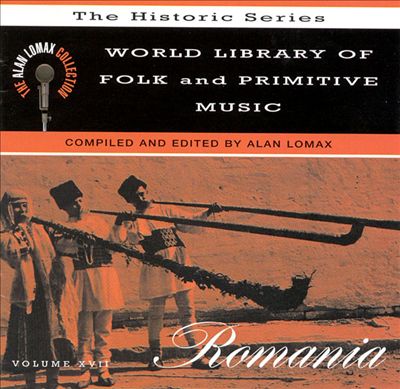 The Historic Series
THE ALAN LOMAX COLLECTION
WORLD LIBRARY OF
FOLK and PRIMITIVE
MUSIC
COMPILED AND EDITED BY ALAN LOMAX
VOLUME XVII
Romania